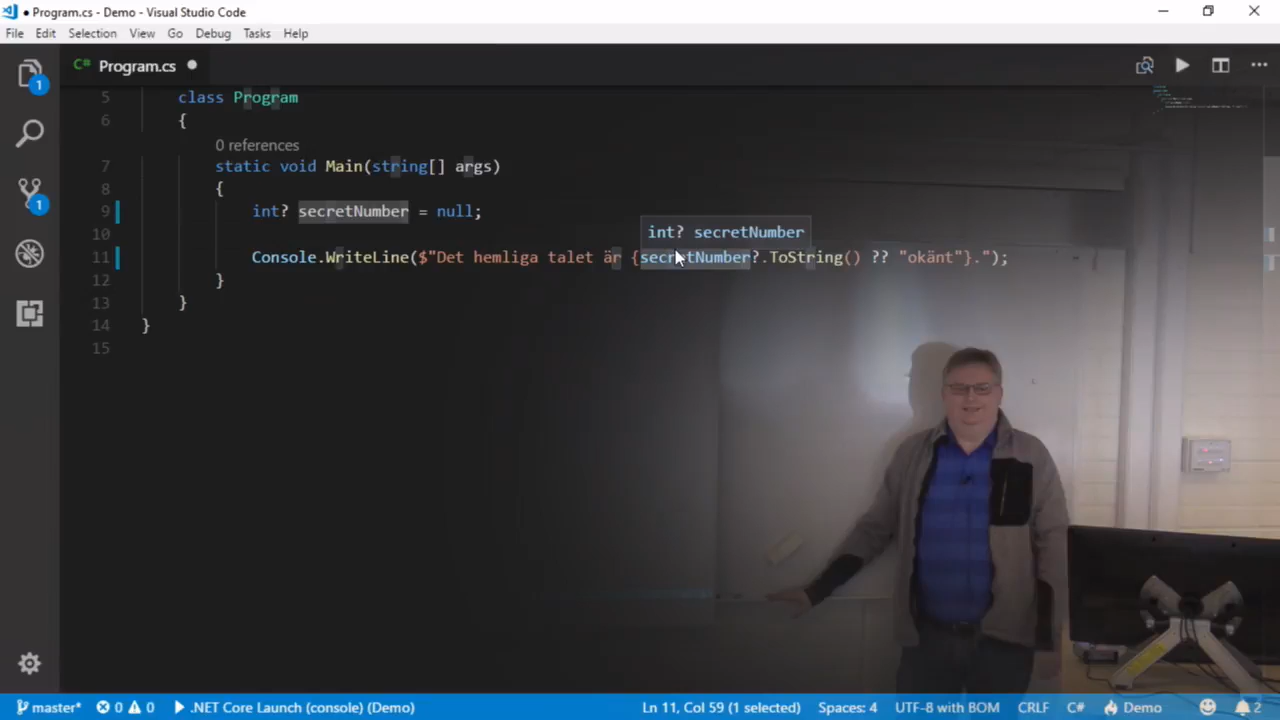 ● Program.cs - Demo - Visual Studio Code
File Edit Selection View Go Debug Tasks Help
C# Program.cs ●
5 class Program
6 {
0 references
7 static void Main(string[] args)
8 {
9 int? secretNumber = null;
10
int? secretNumber
11 Console.WriteLine($"Det hemliga talet är {secretNumber?.ToString() ?? "okänt"}.");
12 }
13 }
14 }
15
1
1
master* 0 0 .NET Core Launch (console) (Demo) Ln 11, Col 59 (1 selected) Spaces: 4 UTF-8 with BOM CRLF C# Demo 2